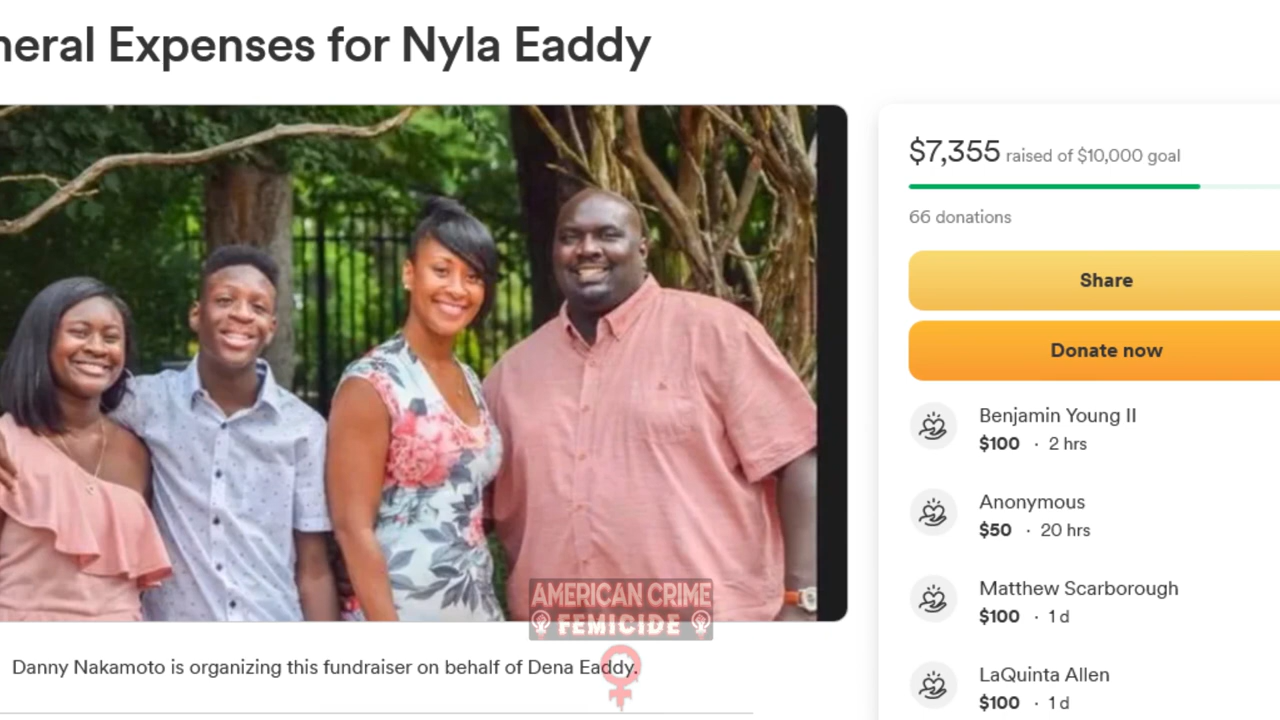 neral Expenses for Nyla Eaddy
$7,355 raised of $10,000 goal
66 donations
Share
Donate now
Benjamin Young II
$100 · 2 hrs
Anonymous
$50 · 20 hrs
Matthew Scarborough
$100 · 1 d
LaQuinta Allen
$100 · 1 d
AMERICAN CRIME
FEMICIDE
Danny Nakamoto is organizing this fundraiser on behalf of Dena Eaddy.